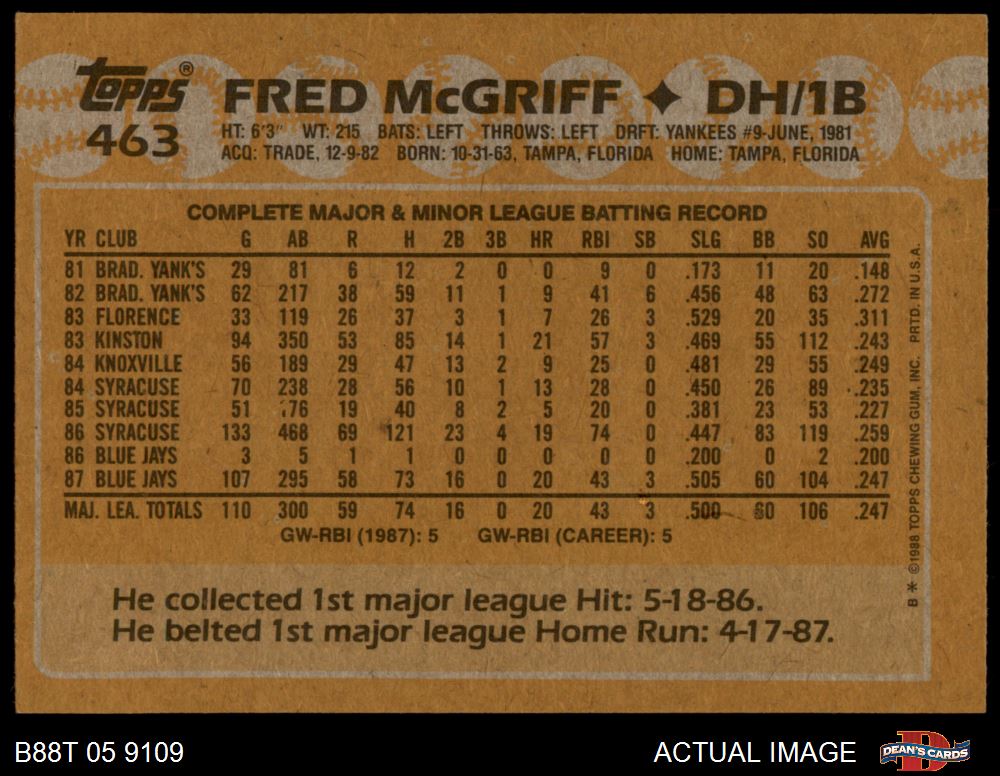 topps®
463
FRED McGRIFF ✦ DH/1B
HT: 6'3" WT: 215 BATS: LEFT THROWS: LEFT DRFT: YANKEES #9-JUNE, 1981
ACQ: TRADE, 12-9-82 BORN: 10-31-63, TAMPA, FLORIDA HOME: TAMPA, FLORIDA
COMPLETE MAJOR & MINOR LEAGUE BATTING RECORD
YR CLUB G AB R H 2B 3B HR RBI SB SLG BB SO AVG
81 BRAD. YANK'S 29 81 6 12 2 0 0 9 0 .173 11 20 .148
82 BRAD. YANK'S 62 217 38 59 11 1 9 41 6 .456 48 63 .272
83 FLORENCE 33 119 26 37 3 1 7 26 3 .529 20 35 .311
83 KINSTON 94 350 53 85 14 1 21 57 3 .469 55 112 .243
84 KNOXVILLE 56 189 29 47 13 2 9 25 0 .481 29 55 .249
84 SYRACUSE 70 238 28 56 10 1 13 28 0 .450 26 89 .235
85 SYRACUSE 51 176 19 40 8 2 5 20 0 .381 23 53 .227
86 SYRACUSE 133 468 69 121 23 4 19 74 0 .447 83 119 .259
86 BLUE JAYS 3 5 1 1 0 0 0 0 0 .200 0 2 .200
87 BLUE JAYS 107 295 58 73 16 0 20 43 3 .505 60 104 .247
MAJ. LEA. TOTALS 110 300 59 74 16 0 20 43 3 .500 60 106 .247
GW-RBI (1987): 5 GW-RBI (CAREER): 5
He collected 1st major league Hit: 5-18-86.
He belted 1st major league Home Run: 4-17-87.
B * ©1988 TOPPS CHEWING GUM, INC. PRTD. IN U.S.A.
B88T 05 9109
ACTUAL IMAGE
DEAN'S CARDS